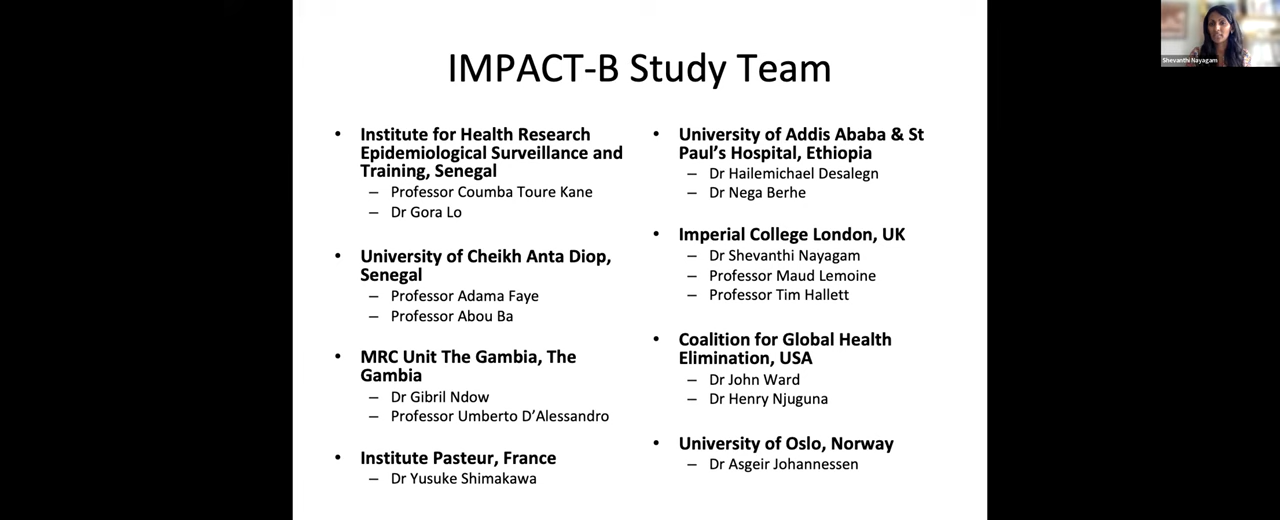 IMPACT-B Study Team
• Institute for Health Research
Epidemiological Surveillance and
Training, Senegal
– Professor Coumba Toure Kane
– Dr Gora Lo
• University of Cheikh Anta Diop,
Senegal
– Professor Adama Faye
– Professor Abou Ba
• MRC Unit The Gambia, The
Gambia
– Dr Gibril Ndow
– Professor Umberto D’Alessandro
• Institute Pasteur, France
– Dr Yusuke Shimakawa
• University of Addis Ababa & St
Paul’s Hospital, Ethiopia
– Dr Hailemichael Desalegn
– Dr Nega Berhe
• Imperial College London, UK
– Dr Shevanthi Nayagam
– Professor Maud Lemoine
– Professor Tim Hallett
• Coalition for Global Health
Elimination, USA
– Dr John Ward
– Dr Henry Njuguna
• University of Oslo, Norway
– Dr Asgeir Johannessen
Shevanthi Nayagam